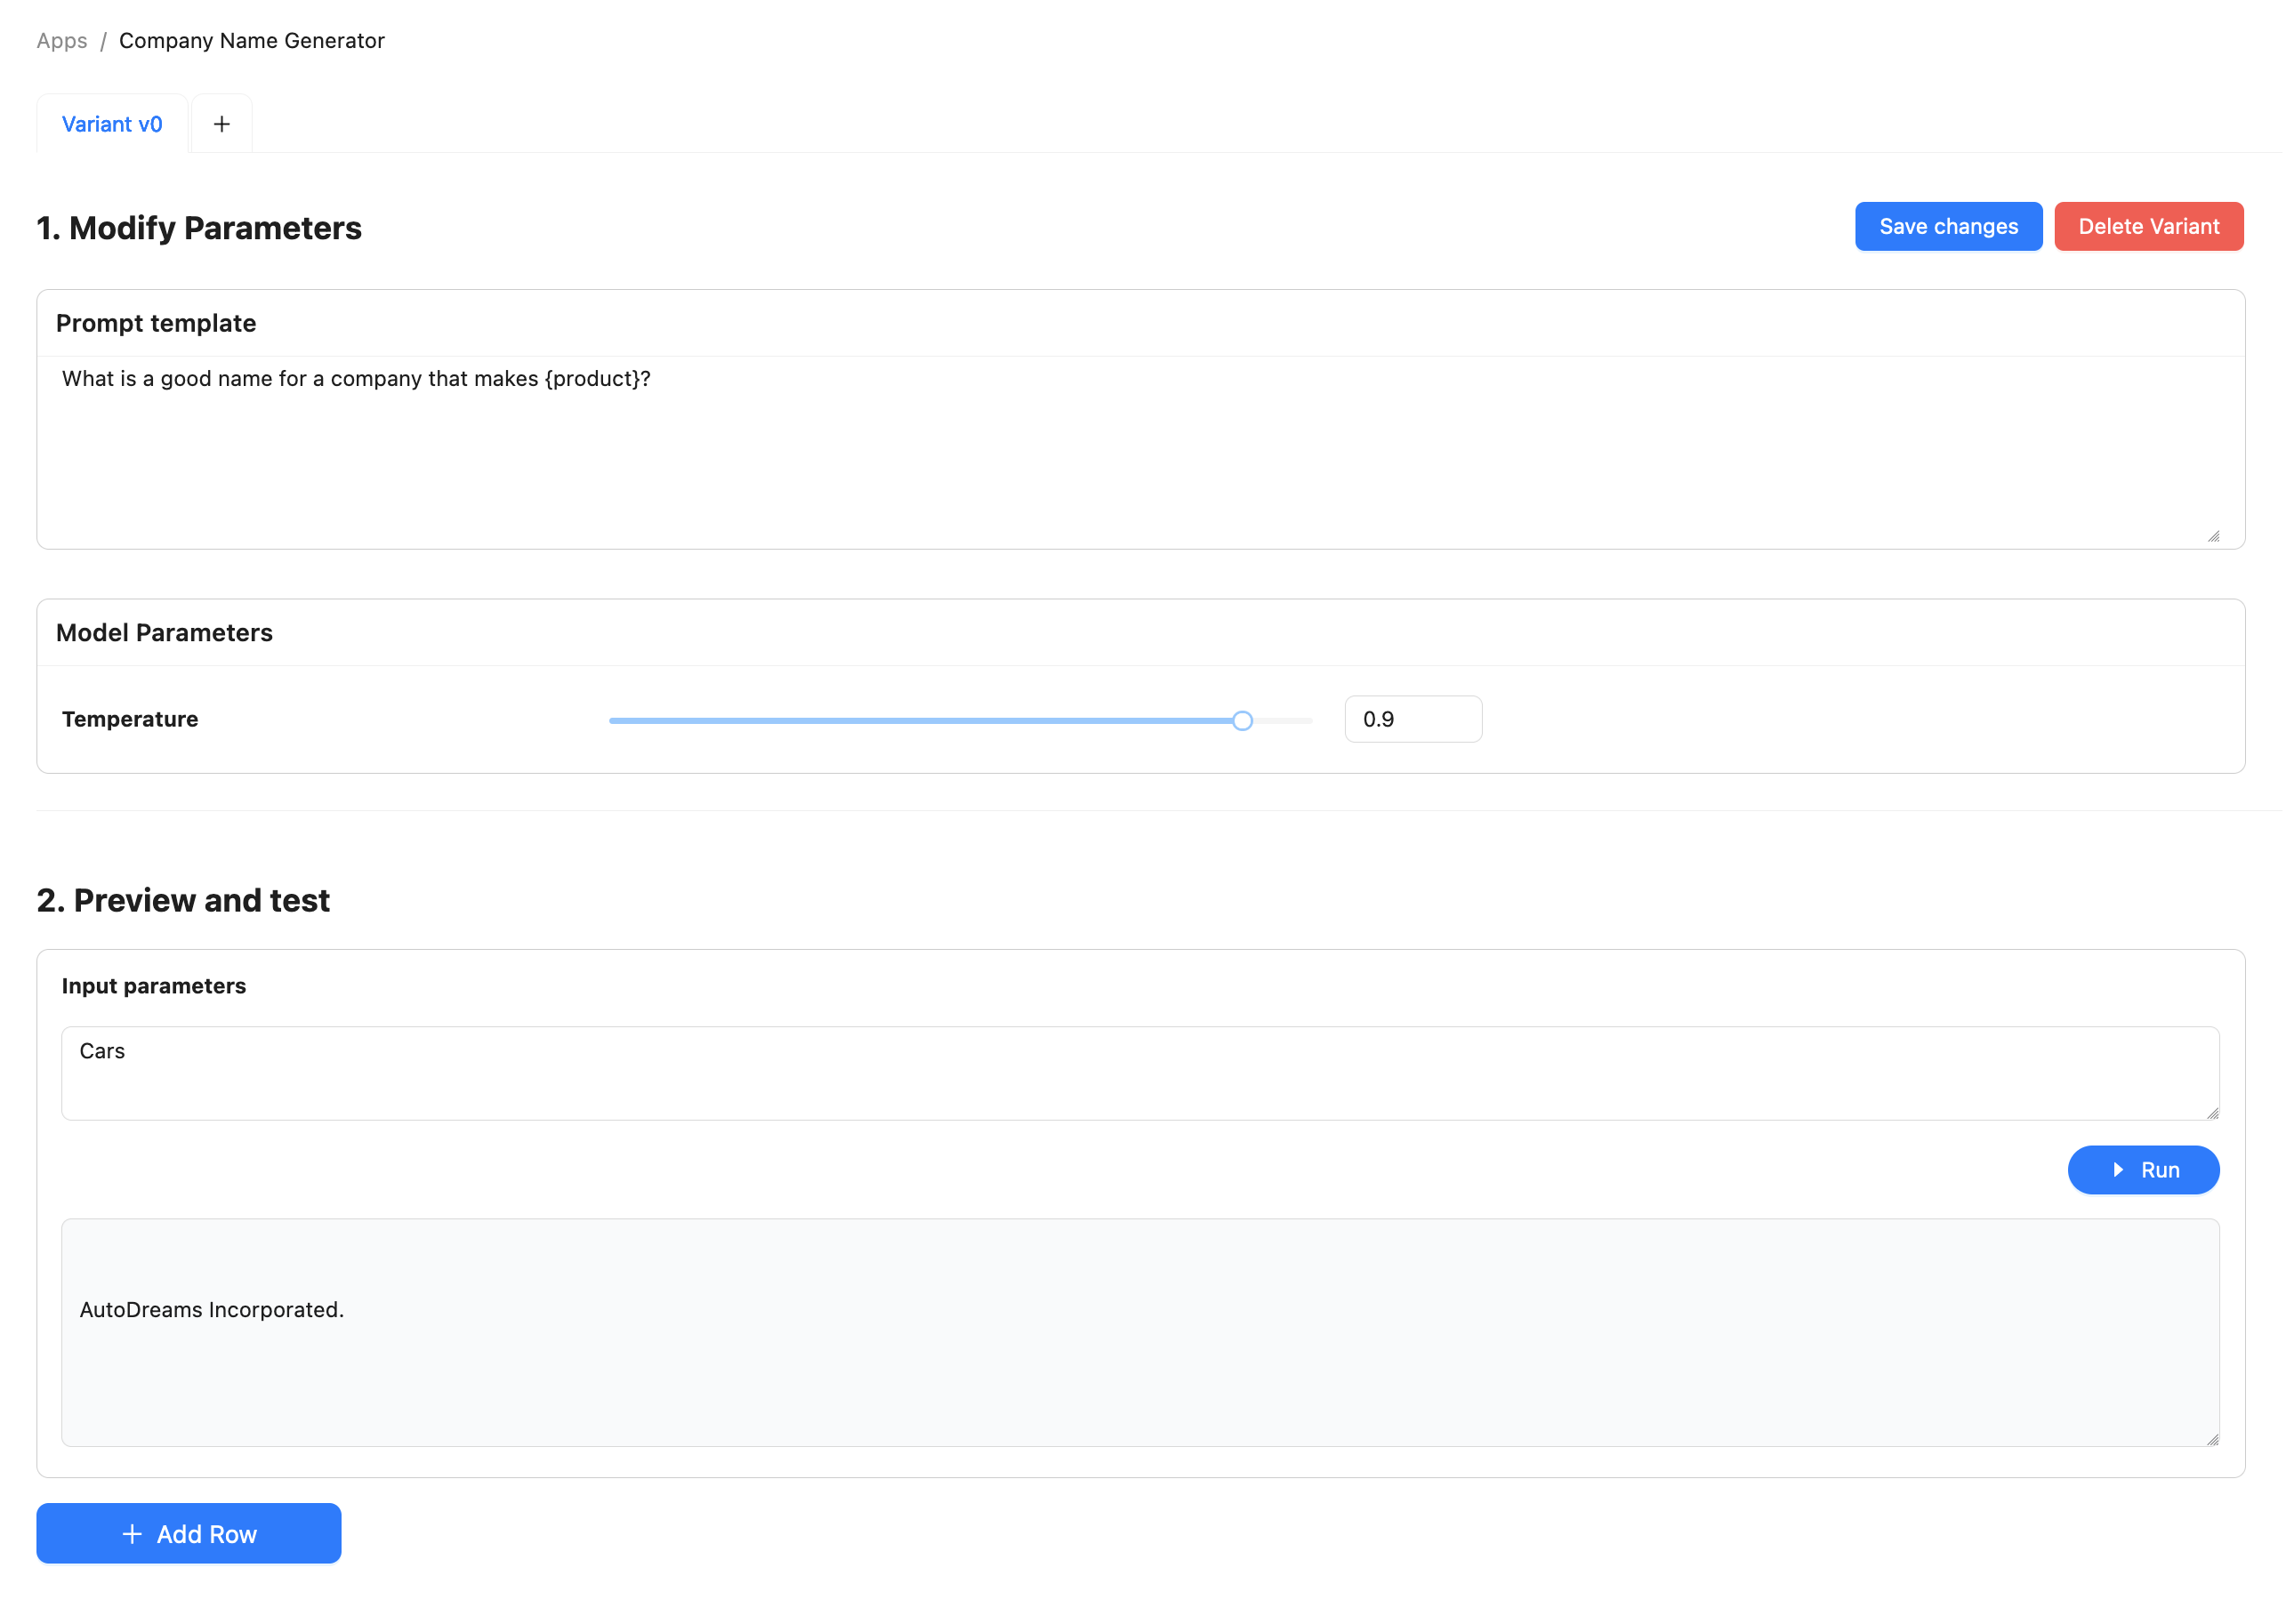 Apps / Company Name Generator
Variant v0 +
1. Modify Parameters
Save changes Delete Variant
Prompt template
What is a good name for a company that makes {product}?
Model Parameters
Temperature 0.9
2. Preview and test
Input parameters
Cars
Run
AutoDreams Incorporated.
+ Add Row